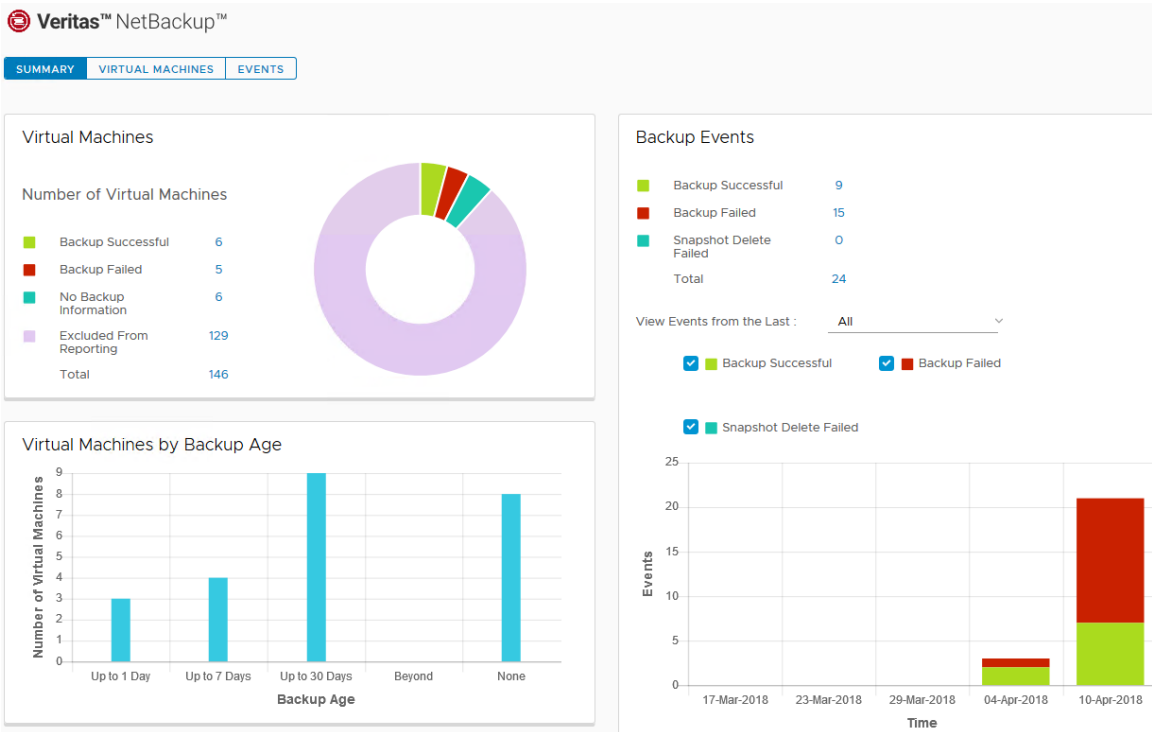 Veritas™ NetBackup™
SUMMARY VIRTUAL MACHINES EVENTS
Virtual Machines
Number of Virtual Machines
Backup Successful 6
Backup Failed 5
No Backup 6
Information
Excluded From 129
Reporting
Total 146
Virtual Machines by Backup Age
Number of Virtual Machines
9
8
7
6
5
4
3
2
1
0
Up to 1 Day Up to 7 Days Up to 30 Days Beyond None
Backup Age
Backup Events
Backup Successful 9
Backup Failed 15
Snapshot Delete 0
Failed
Total 24
View Events from the Last : All
Backup Successful Backup Failed
Snapshot Delete Failed
Events
25
20
15
10
5
0
17-Mar-2018 23-Mar-2018 29-Mar-2018 04-Apr-2018 10-Apr-2018
Time